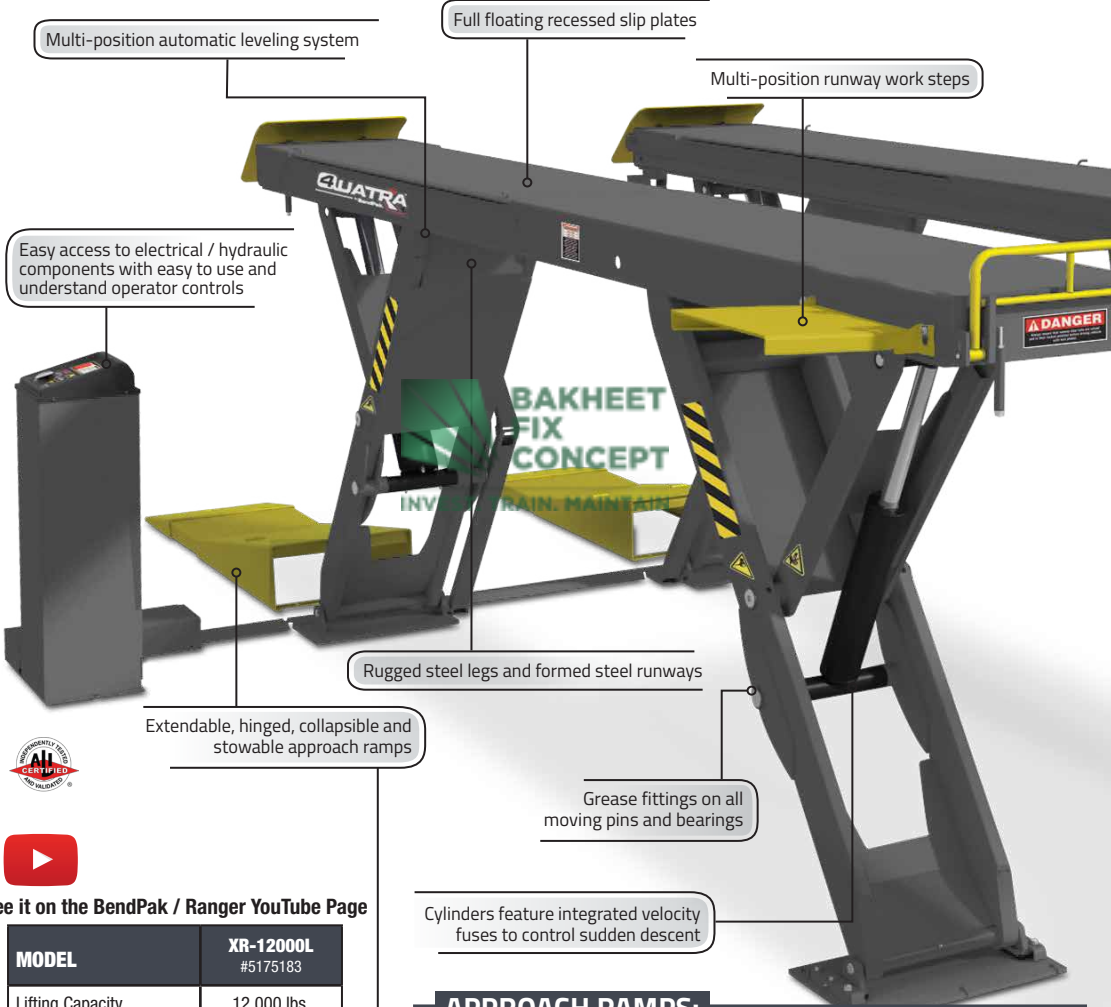 Full floating recessed slip plates
Multi-position automatic leveling system
Multi-position runway work steps
QUATRA
BendPak
Easy access to electrical / hydraulic
components with easy to use and
understand operator controls
DANGER
BAKHEET
FIX
CONCEPT
INVEST. TRAIN. MAINTAIN
Rugged steel legs and formed steel runways
Extendable, hinged, collapsible and
stowable approach ramps
INDEPENDENTLY TESTED
ALI
CERTIFIED
AND VALIDATED
®
Grease fittings on all
moving pins and bearings
ee it on the BendPak / Ranger YouTube Page
Cylinders feature integrated velocity
fuses to control sudden descent
MODEL XR-12000L
#5175183
Lifting Capacity 12,000 lbs
APPROACH RAMPS: